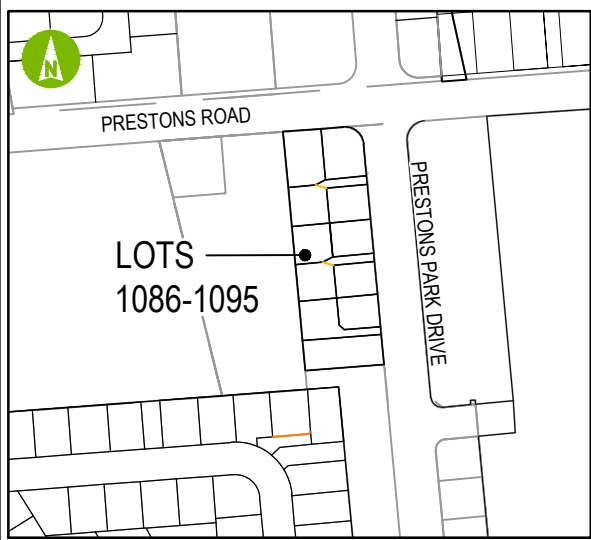 N
PRESTONS ROAD
PRESTONS PARK DRIVE
LOTS
1086-1095